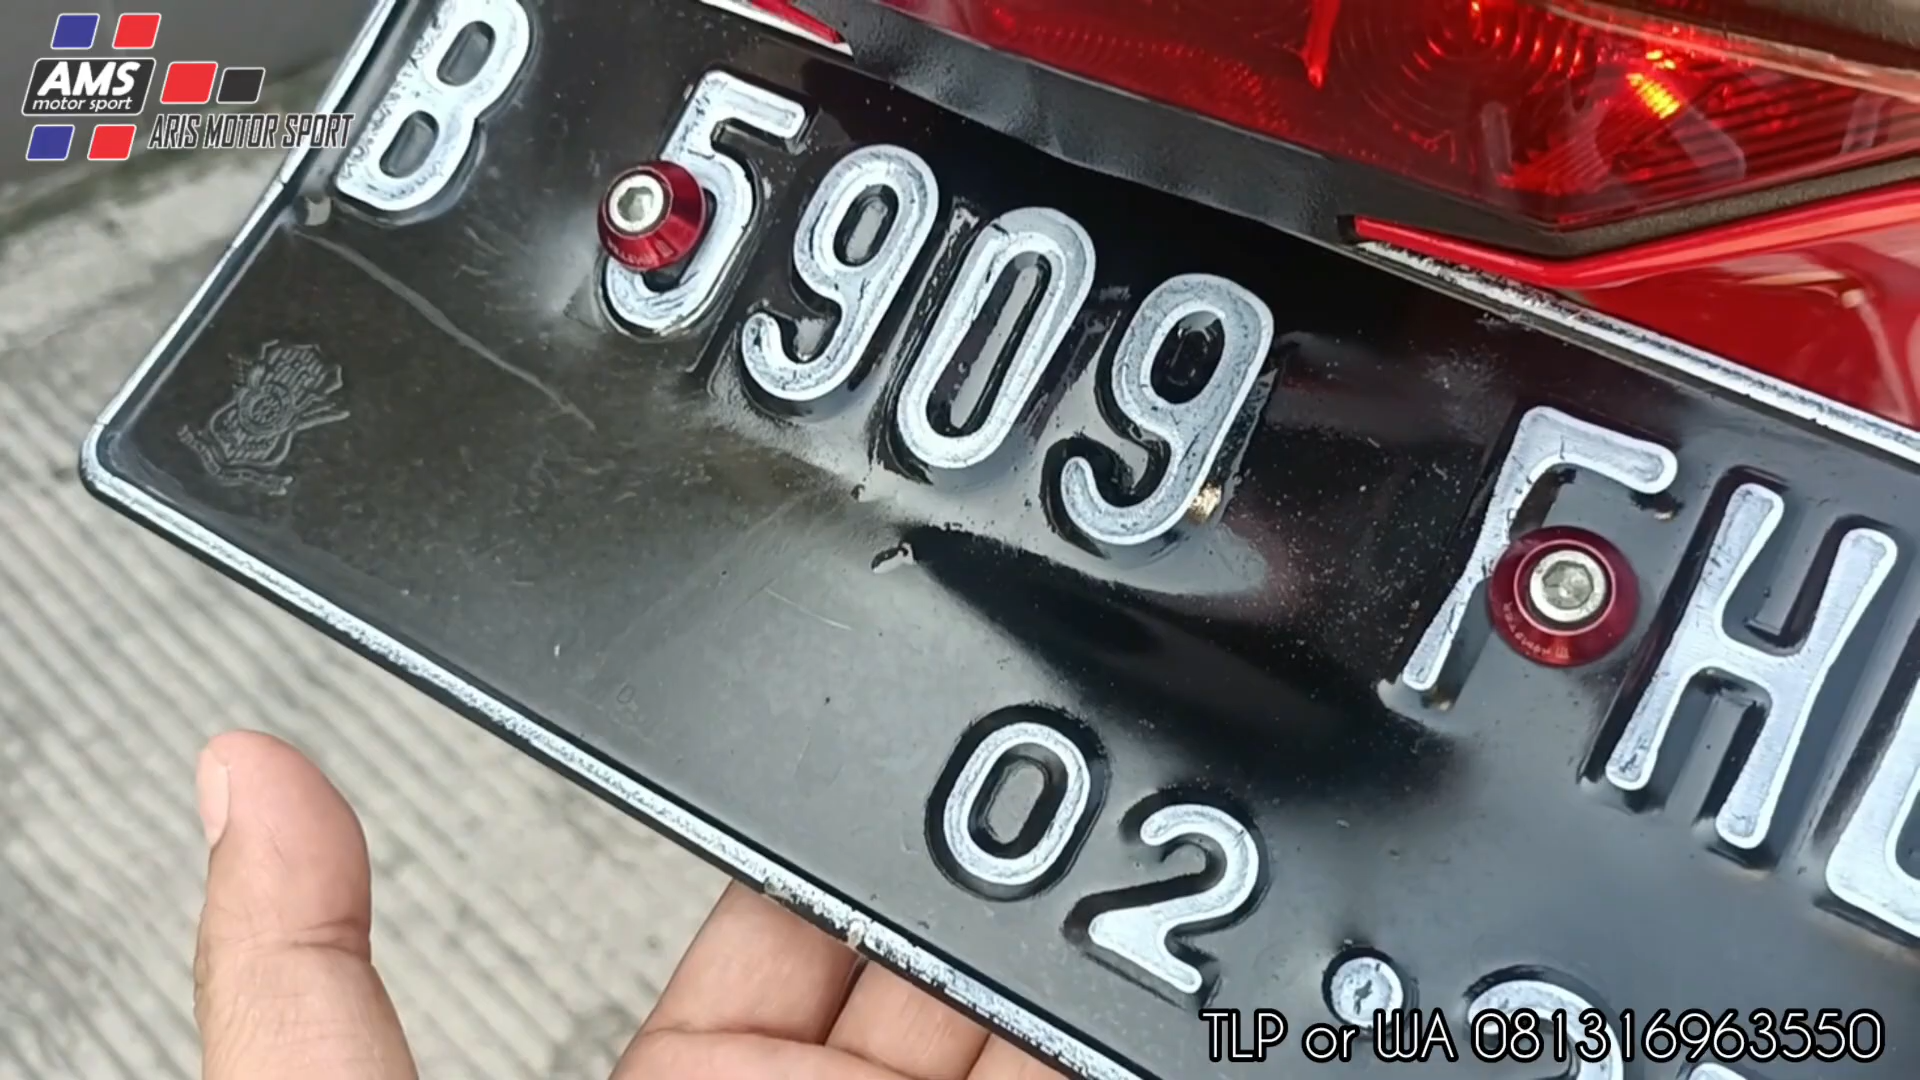 AMS
motor sport
ARIS MOTOR SPORT
B 5909 FH
02.
TLP or WA 081316963550